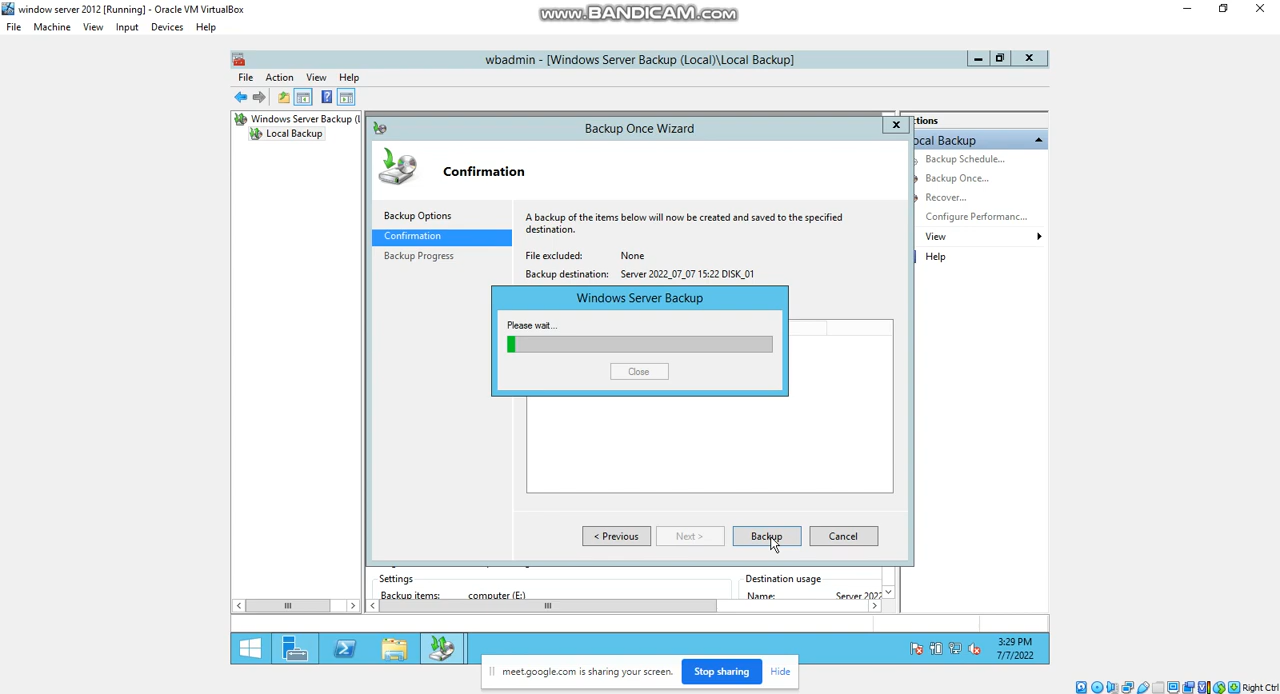 window server 2012 [Running] - Oracle VM VirtualBox
www.BANDICAM.com
File Machine View Input Devices Help
wbadmin - [Windows Server Backup (Local)\Local Backup]
File Action View Help
Windows Server Backup (L
Local Backup
Backup Once Wizard
Confirmation
Backup Options
Confirmation
Backup Progress
A backup of the items below will now be created and saved to the specified
destination.
File excluded: None
Backup destination: Server 2022_07_07 15:22 DISK_01
Windows Server Backup
Please wait...
Close
< Previous
Next >
Backup
Cancel
ctions
ocal Backup
Backup Schedule...
Backup Once...
Recover...
Configure Performanc...
View
Help
Settings
Backup items: computer (E:)
Destination usage
Name: Server 2022
3:29 PM
7/7/2022
meet.google.com is sharing your screen.
Stop sharing
Hide
Right Ctrl